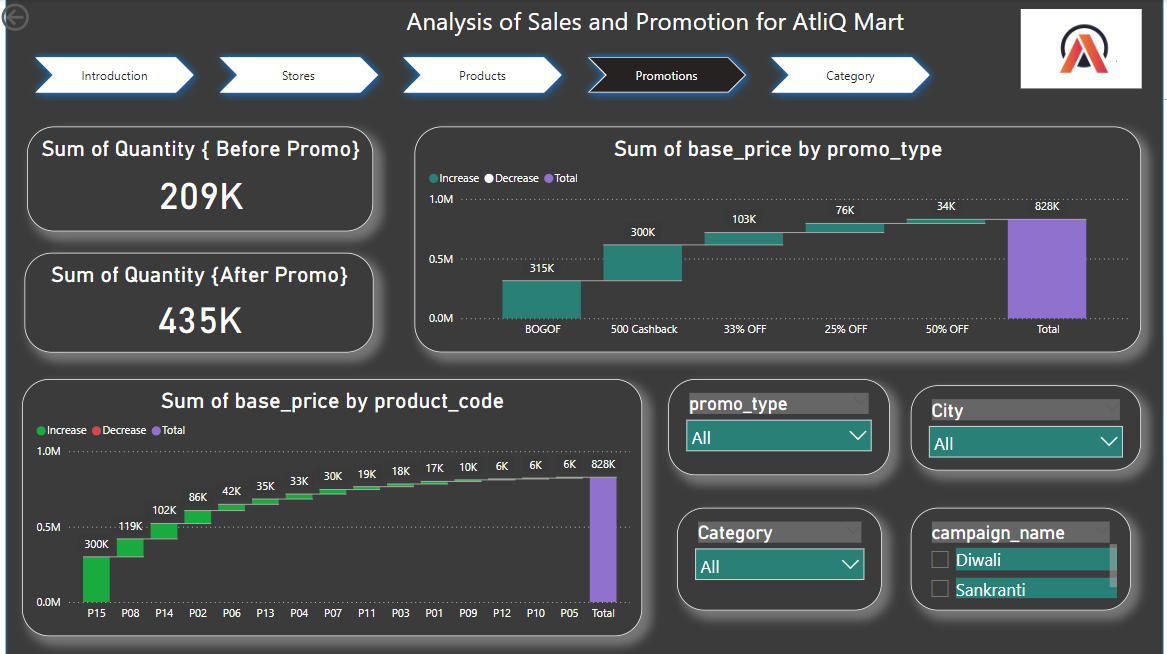 Analysis of Sales and Promotion for AtliQ Mart
Introduction
Stores
Products
Promotions
Category
Sum of Quantity { Before Promo}
209K
Sum of Quantity {After Promo}
435K
Sum of base_price by promo_type
Increase Decrease Total
1.0M
0.5M
0.0M
315K
300K
103K
76K
34K
828K
BOGOF
500 Cashback
33% OFF
25% OFF
50% OFF
Total
Sum of base_price by product_code
Increase Decrease Total
1.0M
0.5M
0.0M
300K
119K
102K
86K
42K
35K
33K
30K
19K
18K
17K
10K
6K
6K
6K
828K
P15
P08
P14
P02
P06
P13
P04
P07
P11
P03
P01
P09
P12
P10
P05
Total
promo_type
All
City
All
Category
All
campaign_name
Diwali
Sankranti